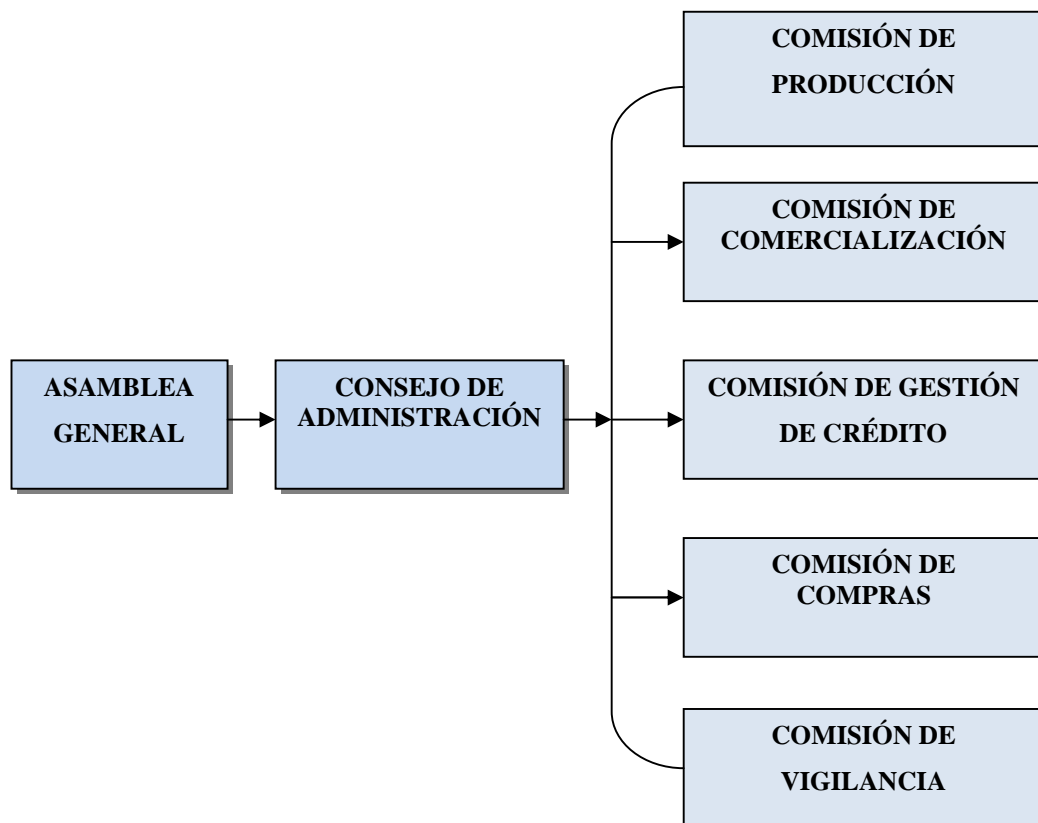 COMISIÓN DE
PRODUCCIÓN
COMISIÓN DE
COMERCIALIZACIÓN
ASAMBLEA
GENERAL
CONSEJO DE
ADMINISTRACIÓN
COMISIÓN DE GESTIÓN
DE CRÉDITO
COMISIÓN DE
COMPRAS
COMISIÓN DE
VIGILANCIA